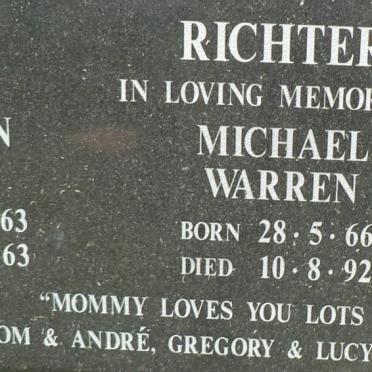 RICHTER
IN LOVING MEMOR
N MICHAEL
WARREN
63 BORN 28·5·66
63 DIED 10·8·92
"MOMMY LOVES YOU LOTS
OM & ANDRÉ, GREGORY & LUCY